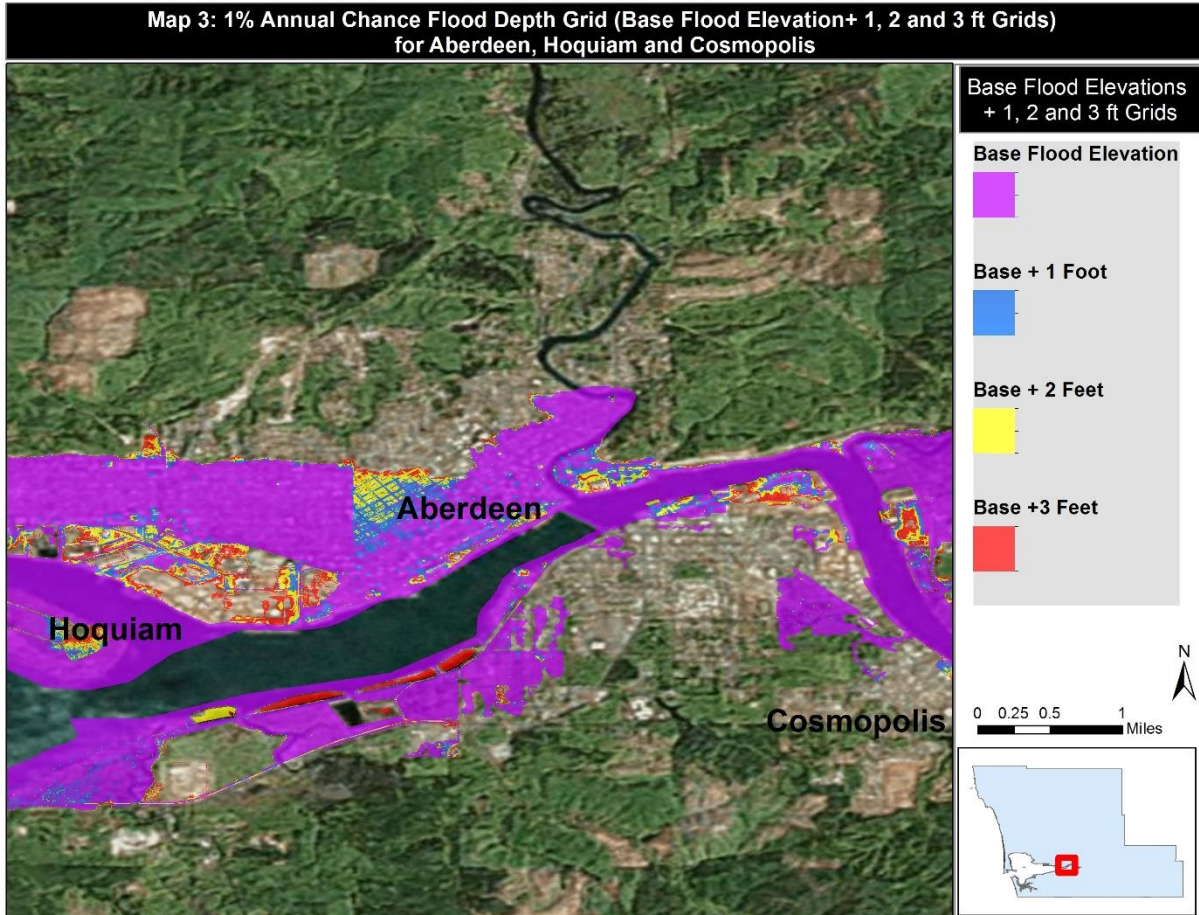 Map 3: 1% Annual Chance Flood Depth Grid (Base Flood Elevation+ 1, 2 and 3 ft Grids)
for Aberdeen, Hoquiam and Cosmopolis
Base Flood Elevations
+ 1, 2 and 3 ft Grids
Base Flood Elevation
Base + 1 Foot
Base + 2 Feet
Base +3 Feet
Aberdeen
Hoquiam
Cosmopolis
N
0 0.25 0.5 1
Miles